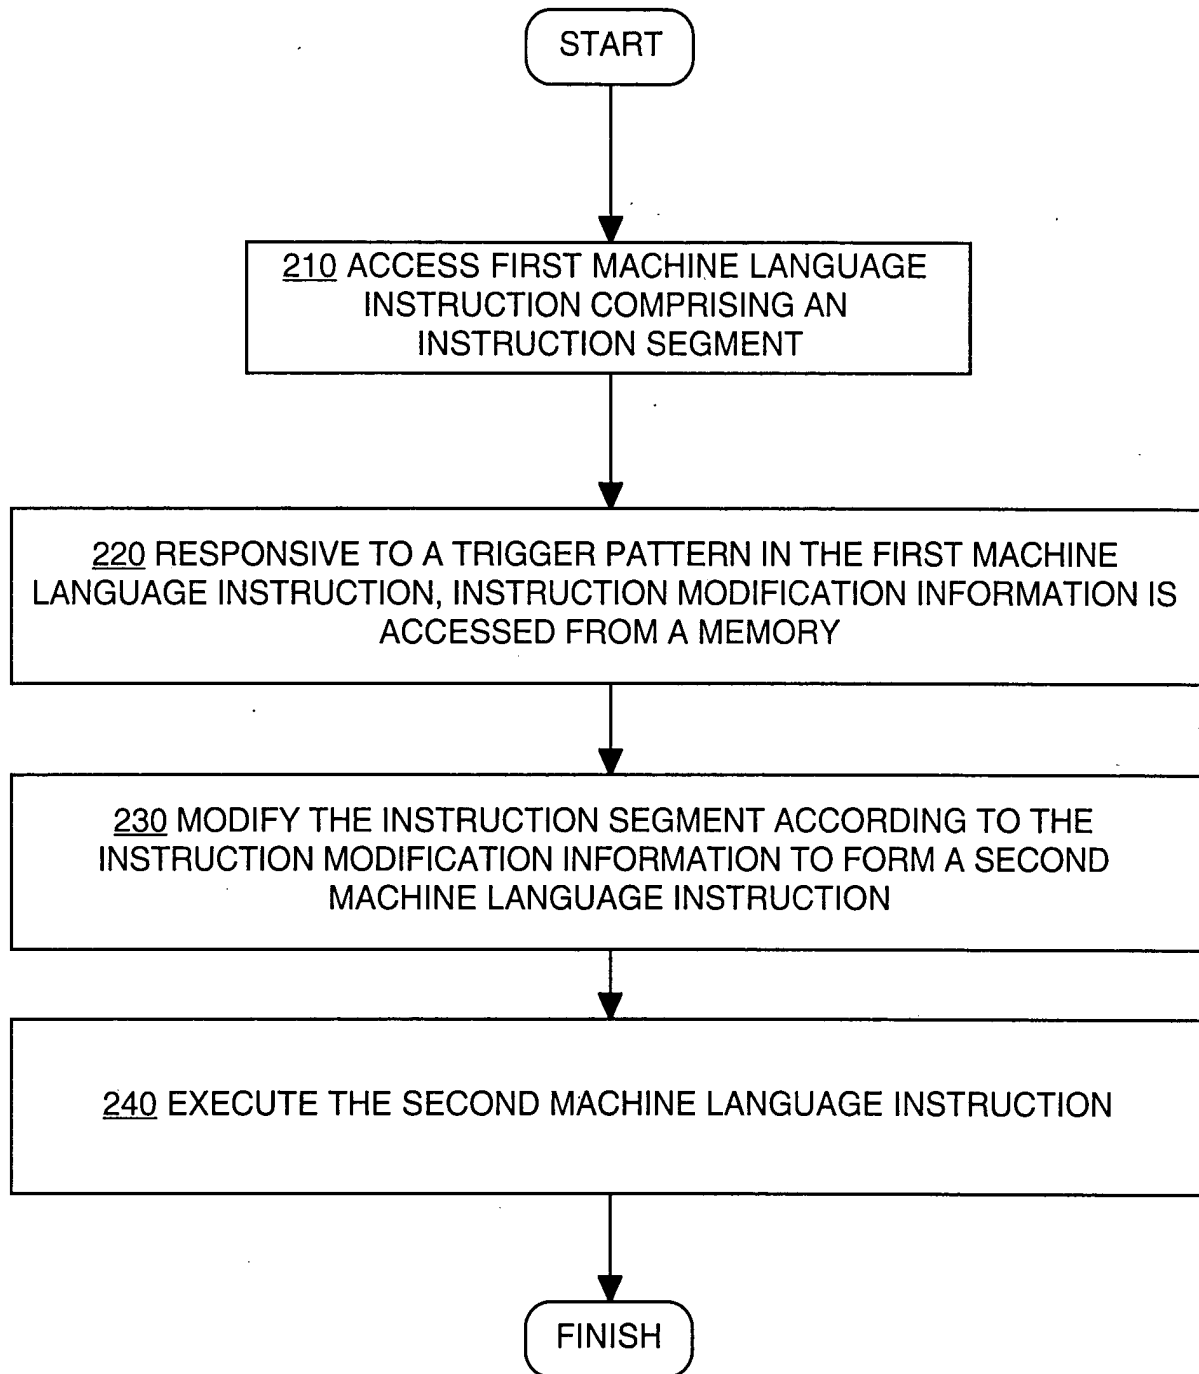 START
210 ACCESS FIRST MACHINE LANGUAGE
INSTRUCTION COMPRISING AN
INSTRUCTION SEGMENT
220 RESPONSIVE TO A TRIGGER PATTERN IN THE FIRST MACHINE
LANGUAGE INSTRUCTION, INSTRUCTION MODIFICATION INFORMATION IS
ACCESSED FROM A MEMORY
230 MODIFY THE INSTRUCTION SEGMENT ACCORDING TO THE
INSTRUCTION MODIFICATION INFORMATION TO FORM A SECOND
MACHINE LANGUAGE INSTRUCTION
240 EXECUTE THE SECOND MACHINE LANGUAGE INSTRUCTION
FINISH